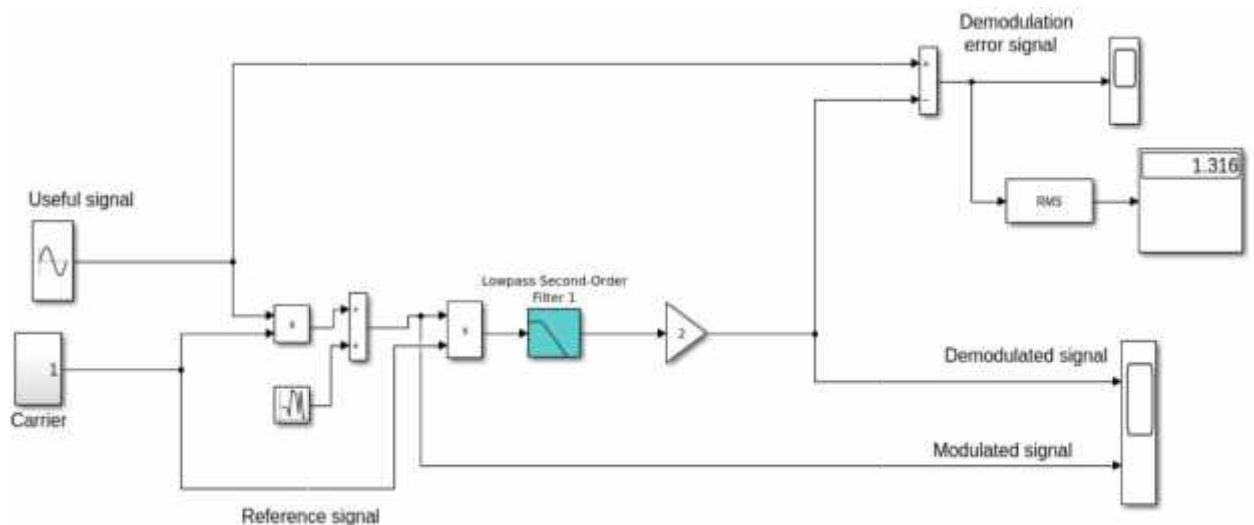 Demodulation
error signal
1.316
RMS
Useful signal
Lowpass Second-Order
Filter 1
x
+
+
x
2
+
−
1
Carrier
Demodulated signal
Modulated signal
Reference signal